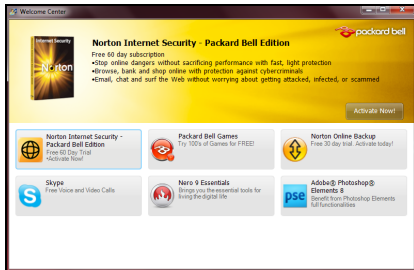 Welcome Center
packard bell
Internet Security
Norton
Norton Internet Security - Packard Bell Edition
Free 60 day subscription
•Stop online dangers without sacrificing performance with fast, light protection
•Browse, bank and shop online with protection against cybercriminals
•Email, chat and surf the Web without worrying about getting attacked, infected, or scammed
Activate Now!
Norton Internet Security -
Packard Bell Edition
Free 60 Day Trial
•Activate Now!
Packard Bell Games
Try 100's of Games for FREE!
Norton Online Backup
Free 30 day trial. Activate today!
Skype
Free Voice and Video Calls
Nero 9 Essentials
Brings you the essential tools for
living the digital life
pse
Adobe® Photoshop®
Elements 8
Benefit from Photoshop Elements
full functionalities